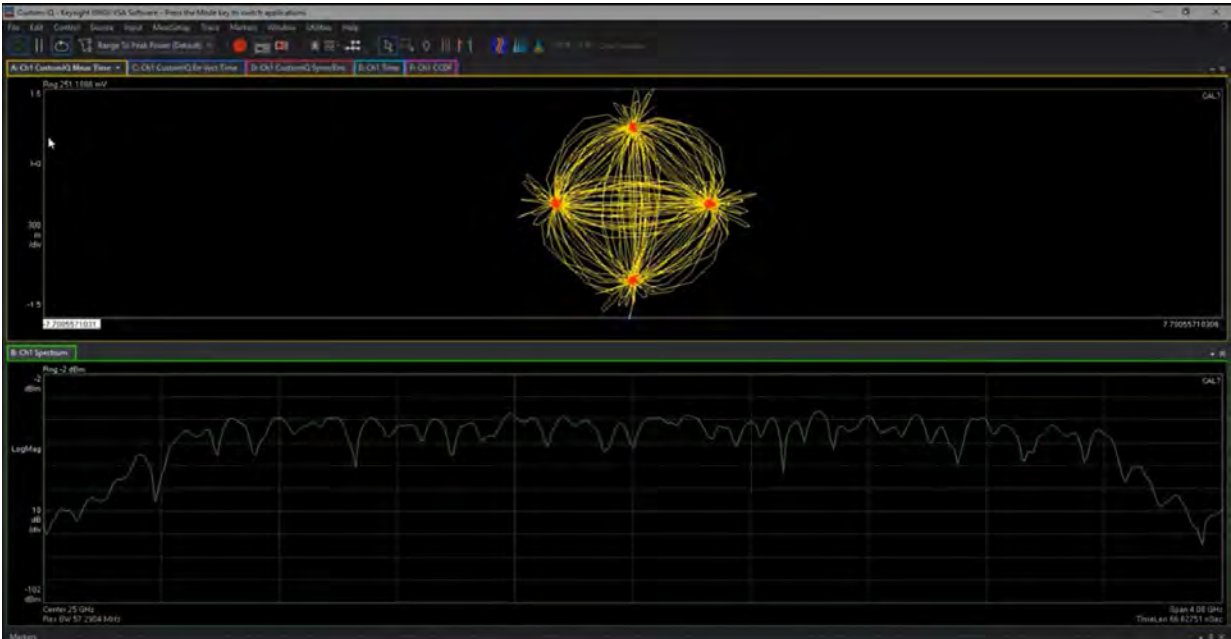 CustomIQ - Keysight 89600 VSA Software - Press the Mode key to switch applications
File Edit Control Source Input MeasSetup Trace Markers Window Utilities Help
Range To Peak Power (Default)
A: Ch1 CustomIQ Meas Time C: Ch1 CustomIQ Err Vect Time D: Ch1 CustomIQ Syms/Errs E: Ch1 Time F: Ch1 CCDF
Rng 251.1886 mV
1.5
CAL?
I-Q
300
m
/div
-1.5
-7.7005571031 7.70055710306
B: Ch1 Spectrum
Rng -2 dBm
-2
dBm
CAL?
LogMag
10
dB
/div
-102
dBm
Center 25 GHz Span 4.08 GHz
Res BW 57.2904 MHz TimeLen 66.62751 nSec
Markers